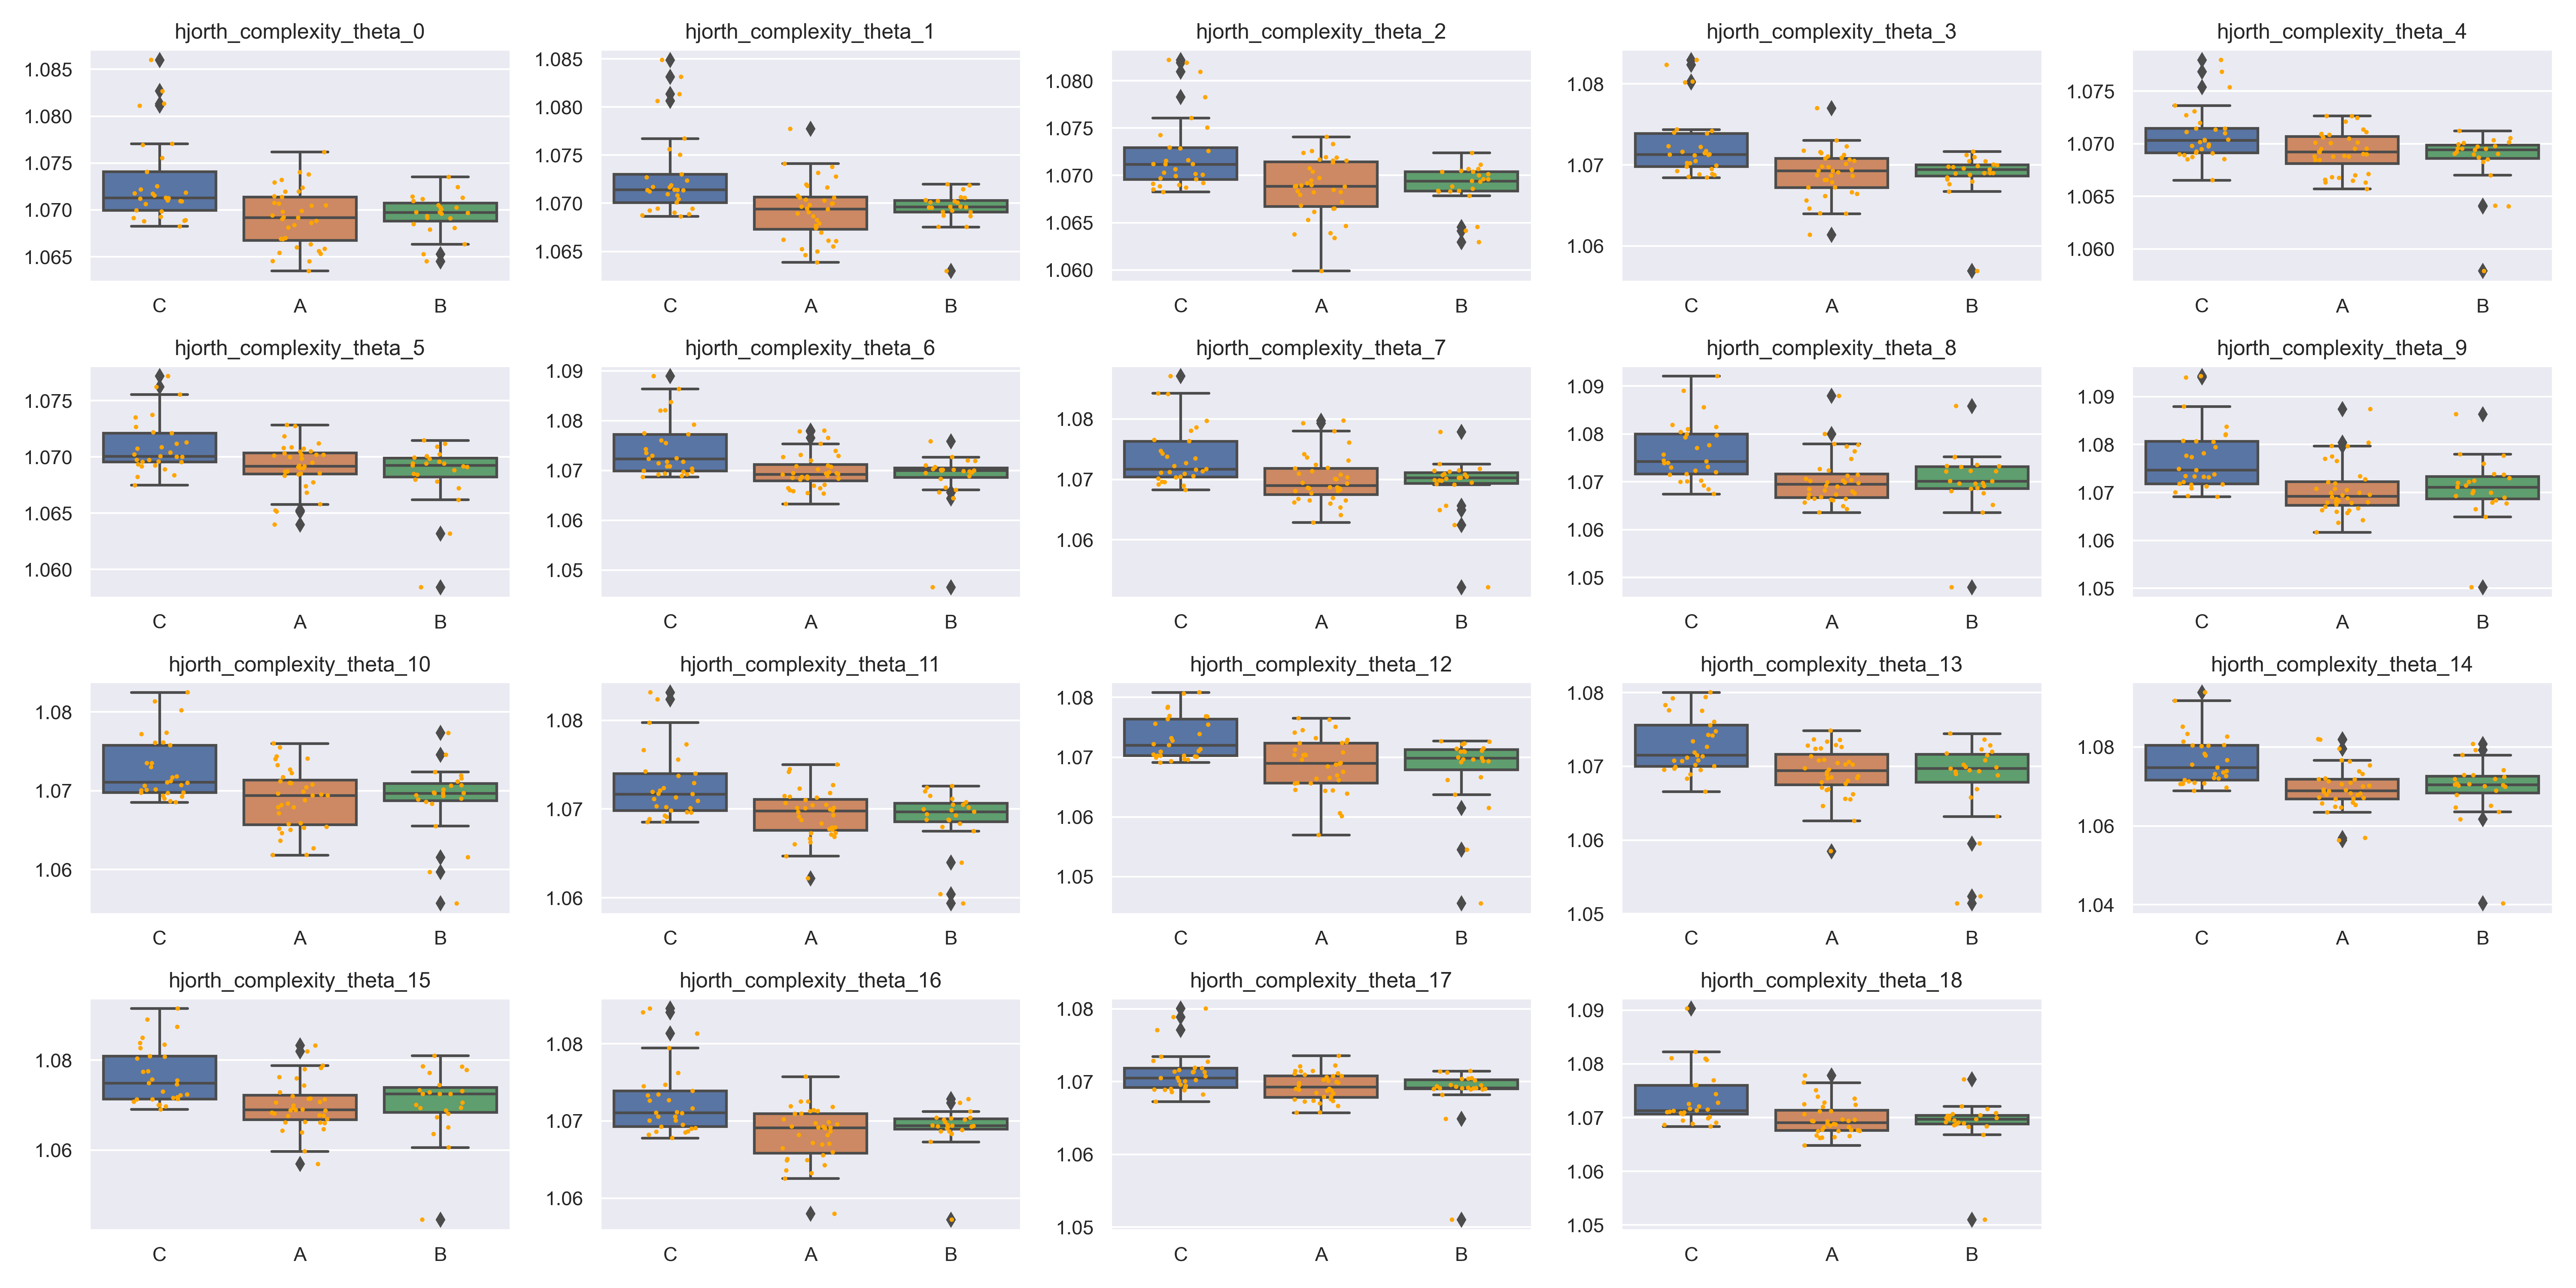 hjorth_complexity_theta_0
1.085
1.080
1.075
1.070
1.065
C A B
hjorth_complexity_theta_1
1.085
1.080
1.075
1.070
1.065
C A B
hjorth_complexity_theta_2
1.080
1.075
1.070
1.065
1.060
C A B
hjorth_complexity_theta_3
1.08
1.07
1.06
C A B
hjorth_complexity_theta_4
1.075
1.070
1.065
1.060
C A B
hjorth_complexity_theta_5
1.075
1.070
1.065
1.060
C A B
hjorth_complexity_theta_6
1.09
1.08
1.07
1.06
1.05
C A B
hjorth_complexity_theta_7
1.08
1.07
1.06
C A B
hjorth_complexity_theta_8
1.09
1.08
1.07
1.06
1.05
C A B
hjorth_complexity_theta_9
1.09
1.08
1.07
1.06
1.05
C A B
hjorth_complexity_theta_10
1.08
1.07
1.06
C A B
hjorth_complexity_theta_11
1.08
1.07
1.06
C A B
hjorth_complexity_theta_12
1.08
1.07
1.06
1.05
C A B
hjorth_complexity_theta_13
1.08
1.07
1.06
1.05
C A B
hjorth_complexity_theta_14
1.08
1.06
1.04
C A B
hjorth_complexity_theta_15
1.08
1.06
C A B
hjorth_complexity_theta_16
1.08
1.07
1.06
C A B
hjorth_complexity_theta_17
1.08
1.07
1.06
1.05
C A B
hjorth_complexity_theta_18
1.09
1.08
1.07
1.06
1.05
C A B